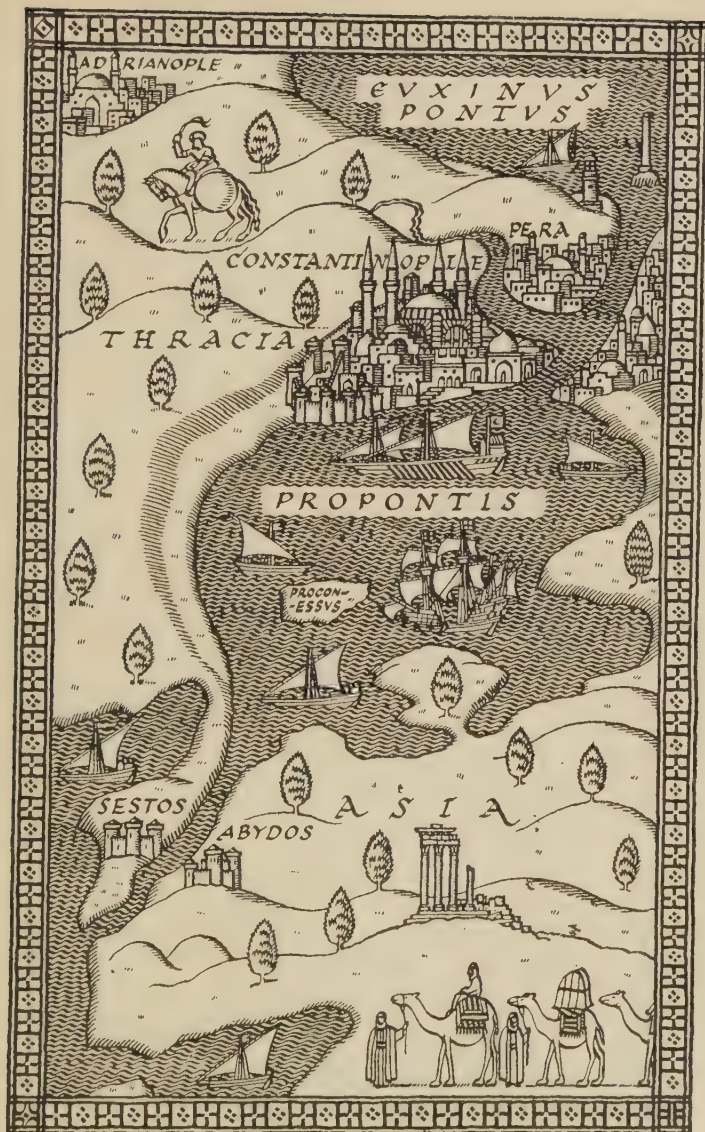 ADRIANOPLE
EVXINVS
PONTVS
PERA
CONSTANTINOPLE
THRACIA
PROPONTIS
PROCON-
-ESSVS
SESTOS
ASIA
ABYDOS